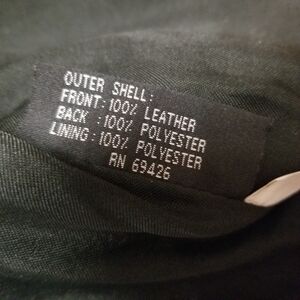 OUTER SHELL:
FRONT: 100% LEATHER
BACK : 100% POLYESTER
LINING: 100% POLYESTER
RN 69426